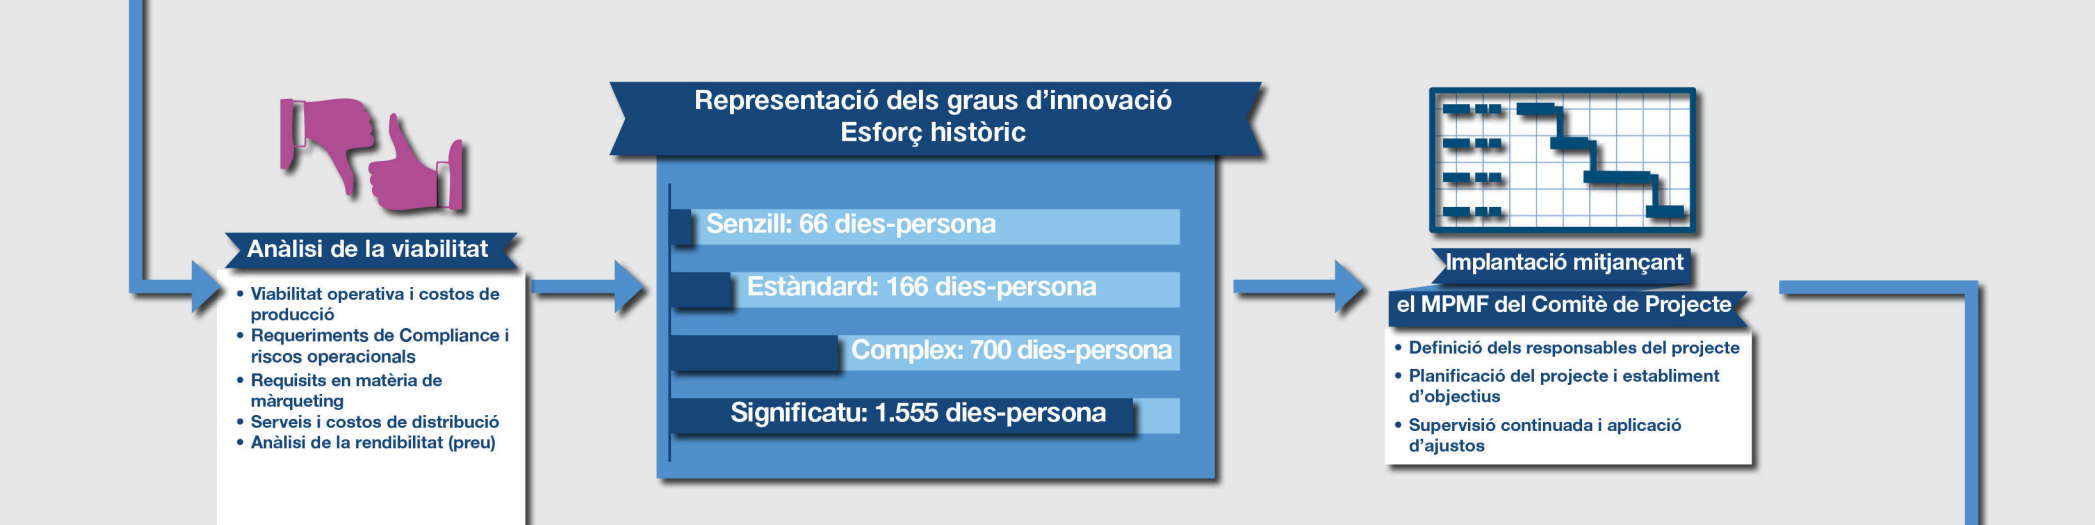 Anàlisi de la viabilitat
• Viabilitat operativa i costos de
producció
• Requeriments de Compliance i
riscos operacionals
• Requisits en matèria de
màrqueting
• Serveis i costos de distribució
• Anàlisi de la rendibilitat (preu)
Representació dels graus d’innovació
Esforç històric
Senzill: 66 dies-persona
Estàndard: 166 dies-persona
Complex: 700 dies-persona
Significatu: 1.555 dies-persona
Implantació mitjançant
el MPMF del Comitè de Projecte
• Definició dels responsables del projecte
• Planificació del projecte i establiment
d’objectius
• Supervisió continuada i aplicació
d’ajustos